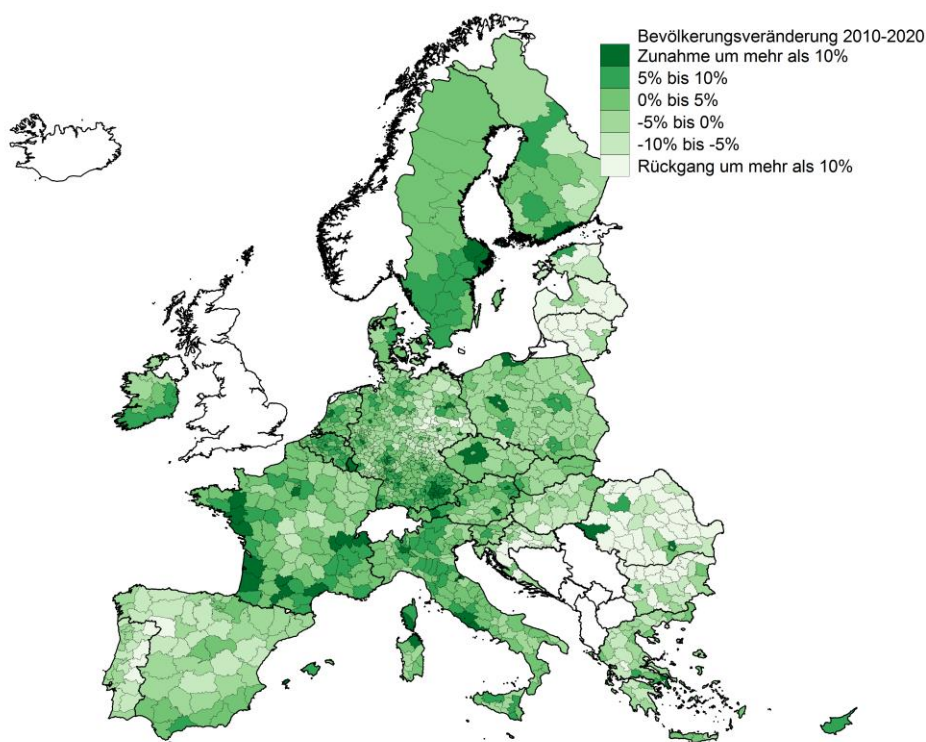 Bevölkerungsveränderung 2010-2020
Zunahme um mehr als 10%
5% bis 10%
0% bis 5%
-5% bis 0%
-10% bis -5%
Rückgang um mehr als 10%